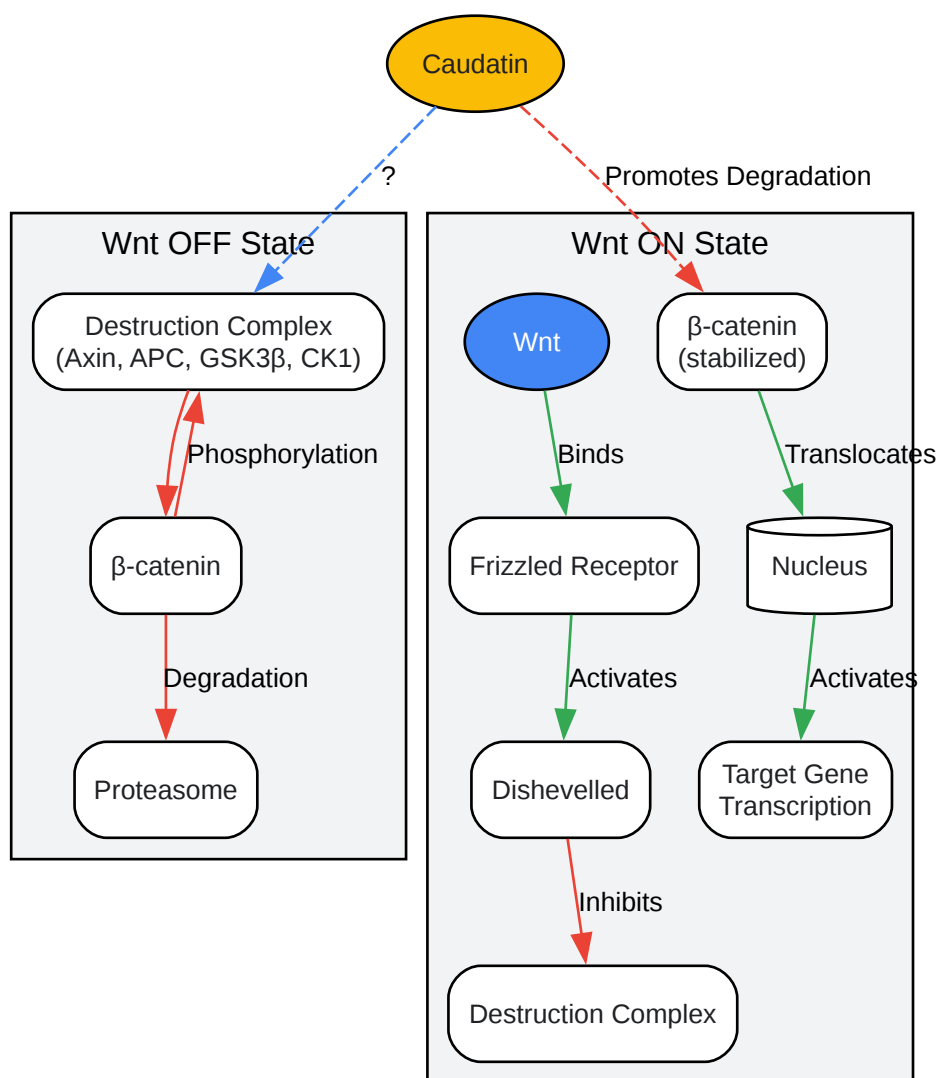 Caudatin
?
Promotes Degradation
Wnt OFF State
Wnt ON State
Destruction Complex
(Axin, APC, GSK3β, CK1)
Wnt
β-catenin
(stabilized)
Phosphorylation
Binds
Translocates
β-catenin
Frizzled Receptor
Nucleus
Degradation
Activates
Activates
Proteasome
Dishevelled
Target Gene
Transcription
Inhibits
Destruction Complex